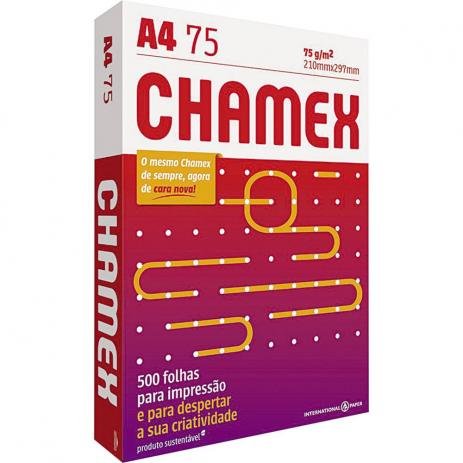 A4 75
75 g/m²
210mmx297mm
CHAMEX
O mesmo Chamex
de sempre, agora
de cara nova!
500 folhas
para impressão
e para despertar
a sua criatividade
produto sustentável
INTERNATIONAL PAPER
A4 75
CHAMEX